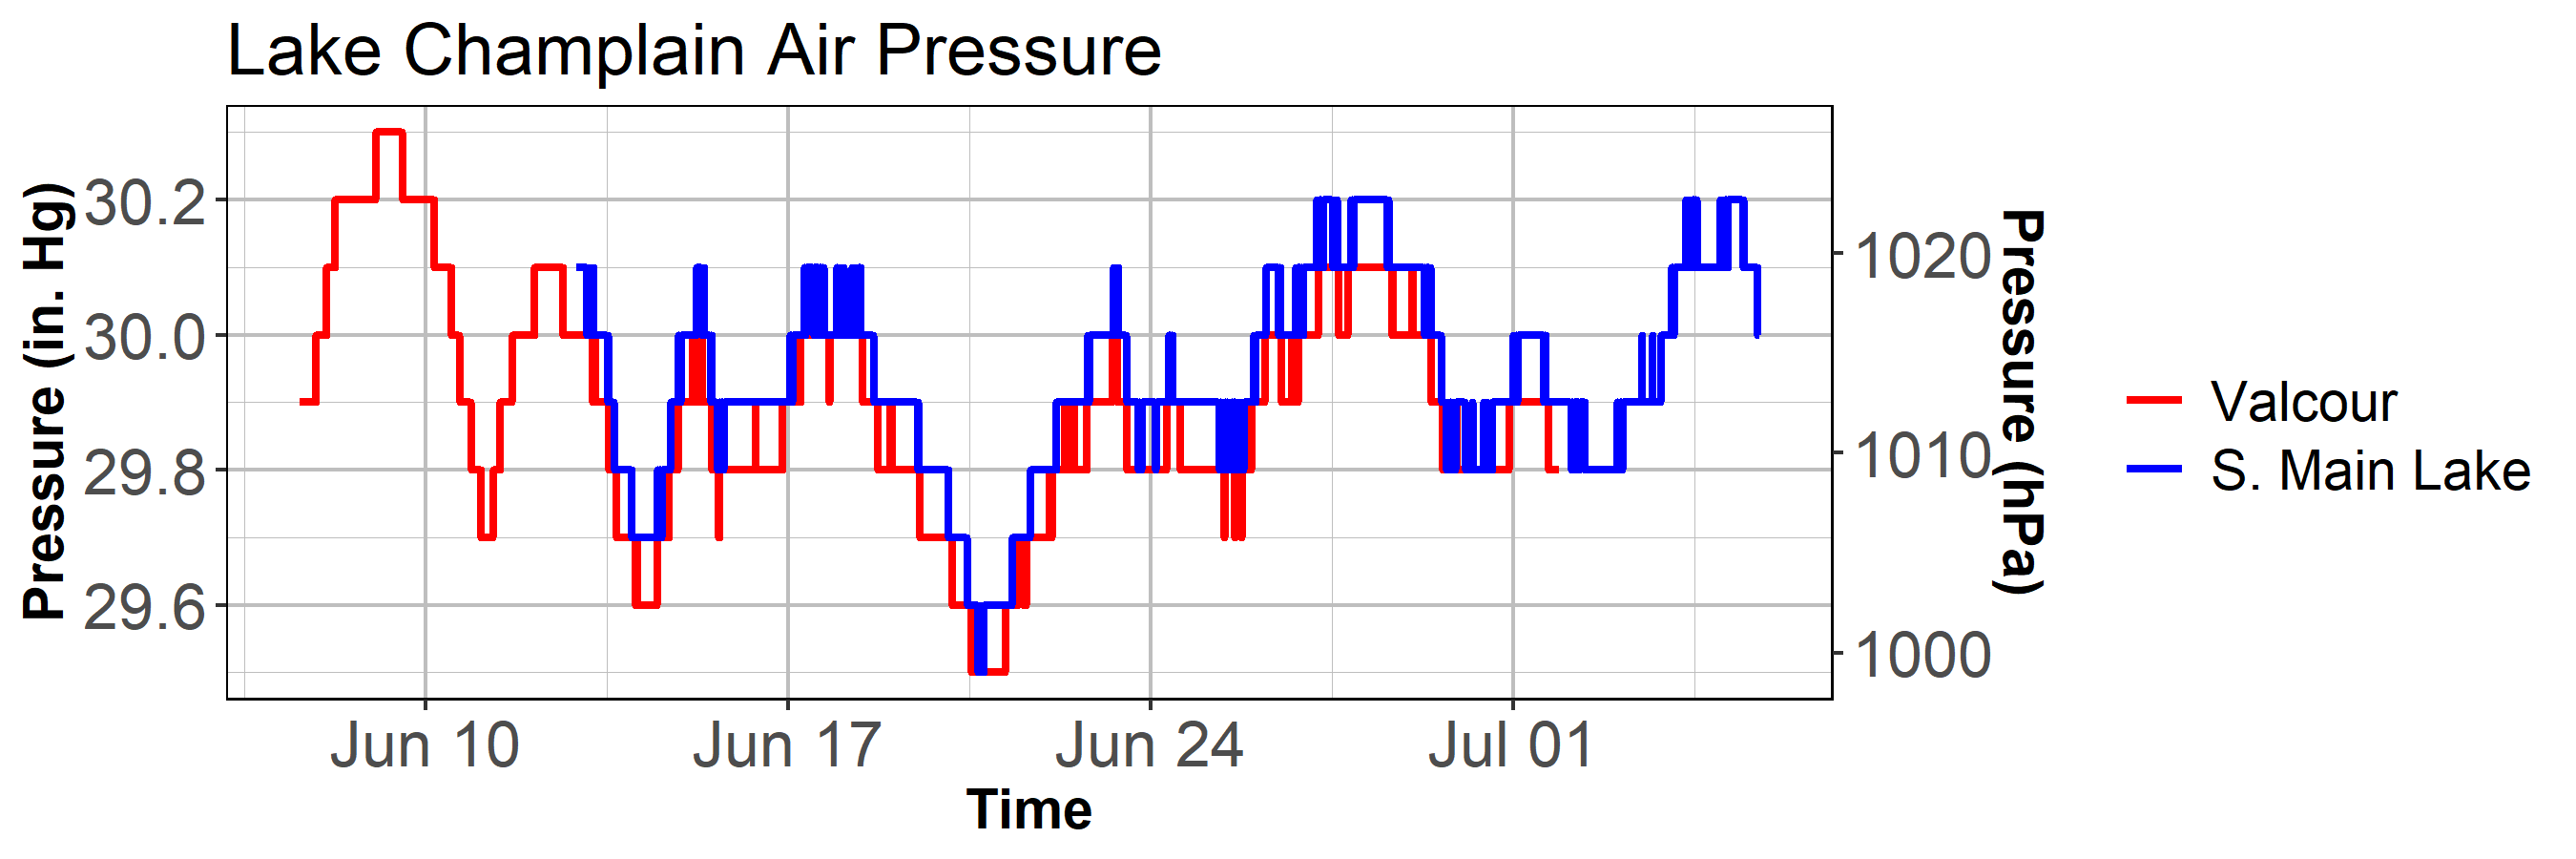 Lake Champlain Air Pressure
Pressure (in. Hg)
30.2
30.0
29.8
29.6
Jun 10
Jun 17
Jun 24
Jul 01
Time
1020
1010
1000
Pressure (hPa)
Valcour
S. Main Lake